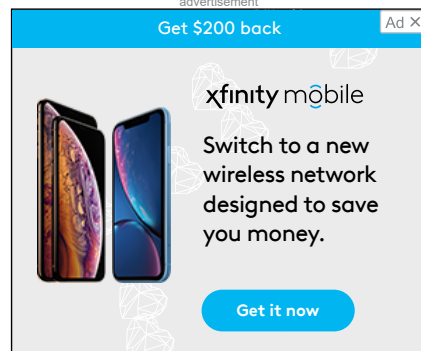 advertisement
Get $200 back
Ad ✕
xfinity mobile
Switch to a new
wireless network
designed to save
you money.
Get it now